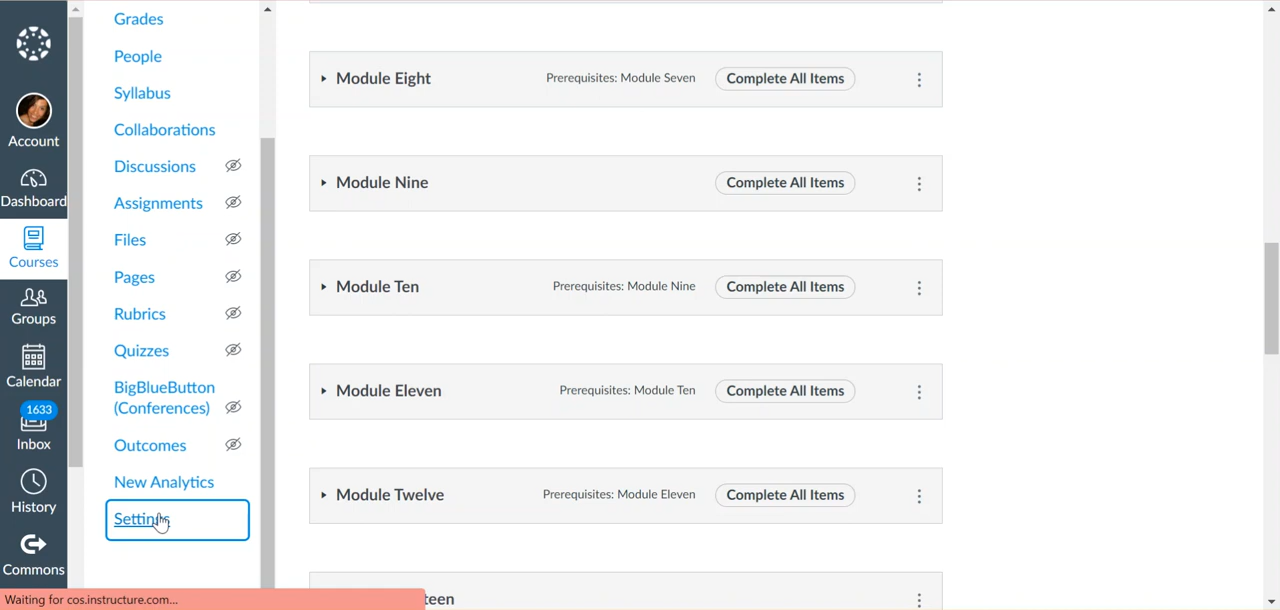 Account
Dashboard
Courses
Groups
Calendar
1633
Inbox
History
Commons
Grades
People
Syllabus
Collaborations
Discussions
Assignments
Files
Pages
Rubrics
Quizzes
BigBlueButton
(Conferences)
Outcomes
New Analytics
Settings
Module Eight Prerequisites: Module Seven Complete All Items
Module Nine Complete All Items
Module Ten Prerequisites: Module Nine Complete All Items
Module Eleven Prerequisites: Module Ten Complete All Items
Module Twelve Prerequisites: Module Eleven Complete All Items
teen
Waiting for cos.instructure.com...